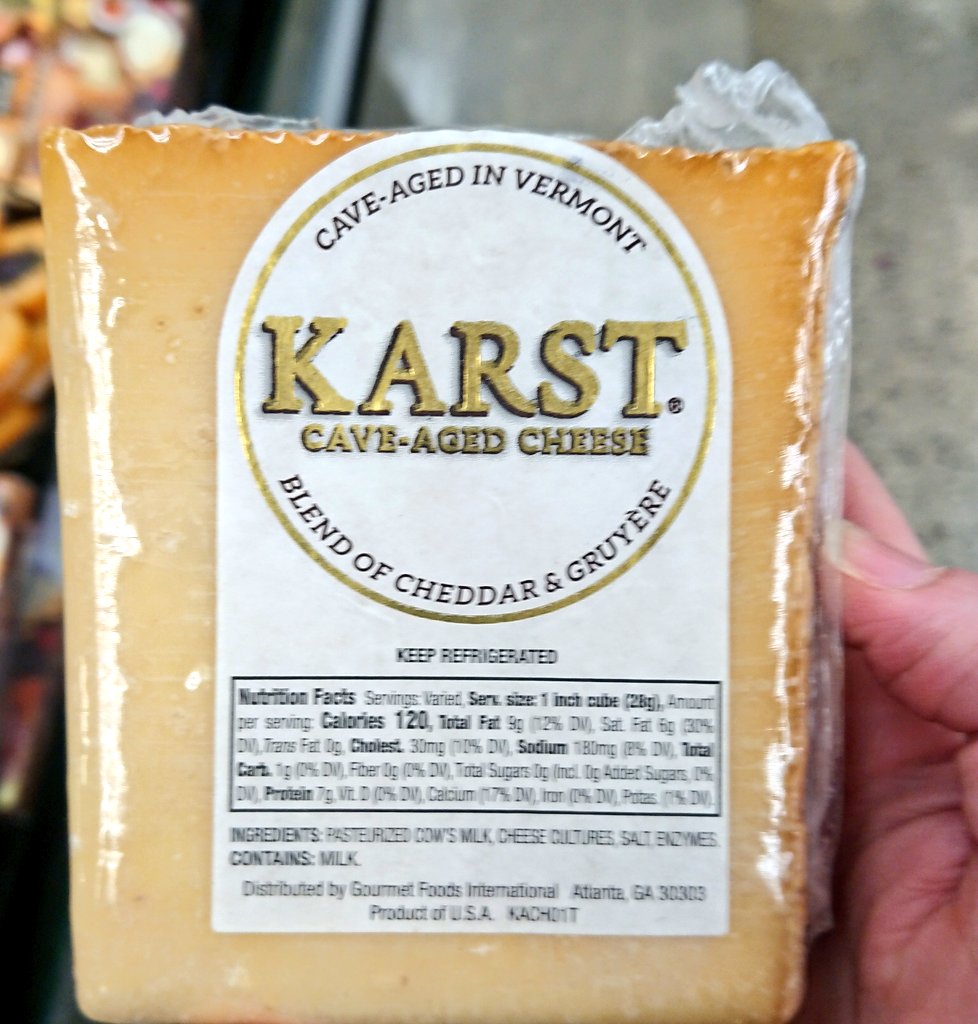 CAVE-AGED IN VERMONT
KARST®
CAVE-AGED CHEESE
BLEND OF CHEDDAR & GRUYÈRE
KEEP REFRIGERATED
Nutrition Facts Servings: Varied, Serv. size: 1 inch cube (28g), Amount
per serving: Calories 120, Total Fat 9g (12% DV), Sat. Fat 6g (30%
DV), Trans Fat 0g, Cholest. 30mg (10% DV), Sodium 180mg (8% DV), Total
Carb. 1g (0% DV), Fiber 0g (0% DV), Total Sugars 0g (Incl. 0g Added Sugars, 0%
DV), Protein 7g, Vit. D (0% DV), Calcium (17% DV), Iron (0% DV), Potas. (1% DV).
INGREDIENTS: PASTEURIZED COW'S MILK, CHEESE CULTURES, SALT, ENZYMES.
CONTAINS: MILK.
Distributed by Gourmet Foods International Atlanta, GA 30303
Product of U.S.A. KACH01T